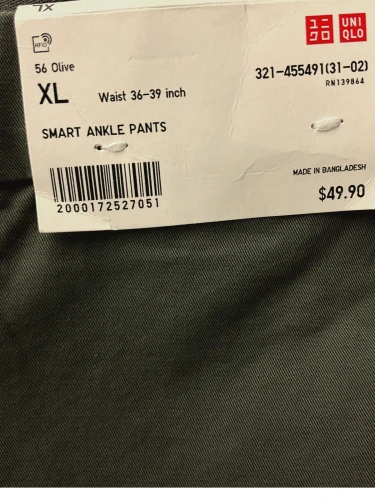 XL
RFID
ユニ UNI
クロ QLO
56 Olive
321-455491(31-02)
XL Waist 36-39 inch
RN139864
SMART ANKLE PANTS
MADE IN BANGLADESH
2000172527051
$49.90